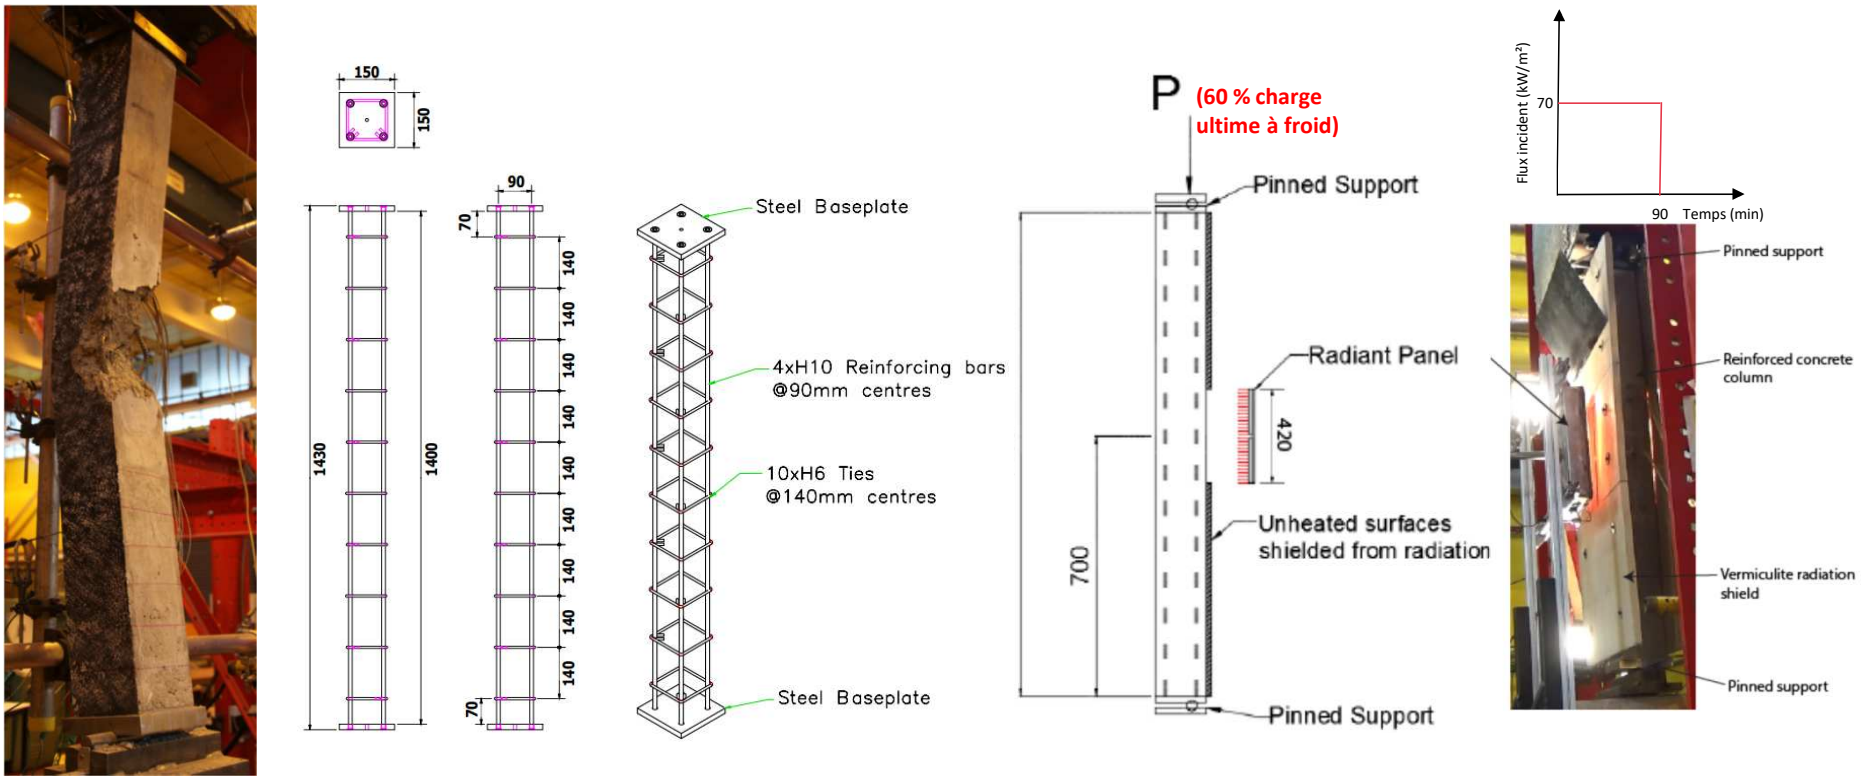 150
150
1430
1400
90
70
140
140
140
140
140
140
140
140
140
70
Steel Baseplate
4xH10 Reinforcing bars
@90mm centres
10xH6 Ties
@140mm centres
Steel Baseplate
P
(60 % charge
ultime à froid)
Pinned Support
Radiant Panel
420
700
Unheated surfaces
shielded from radiation
Pinned Support
Flux incident (kW/m²)
70
90 Temps (min)
Pinned support
Reinforced concrete
column
Vermiculite radiation
shield
Pinned support